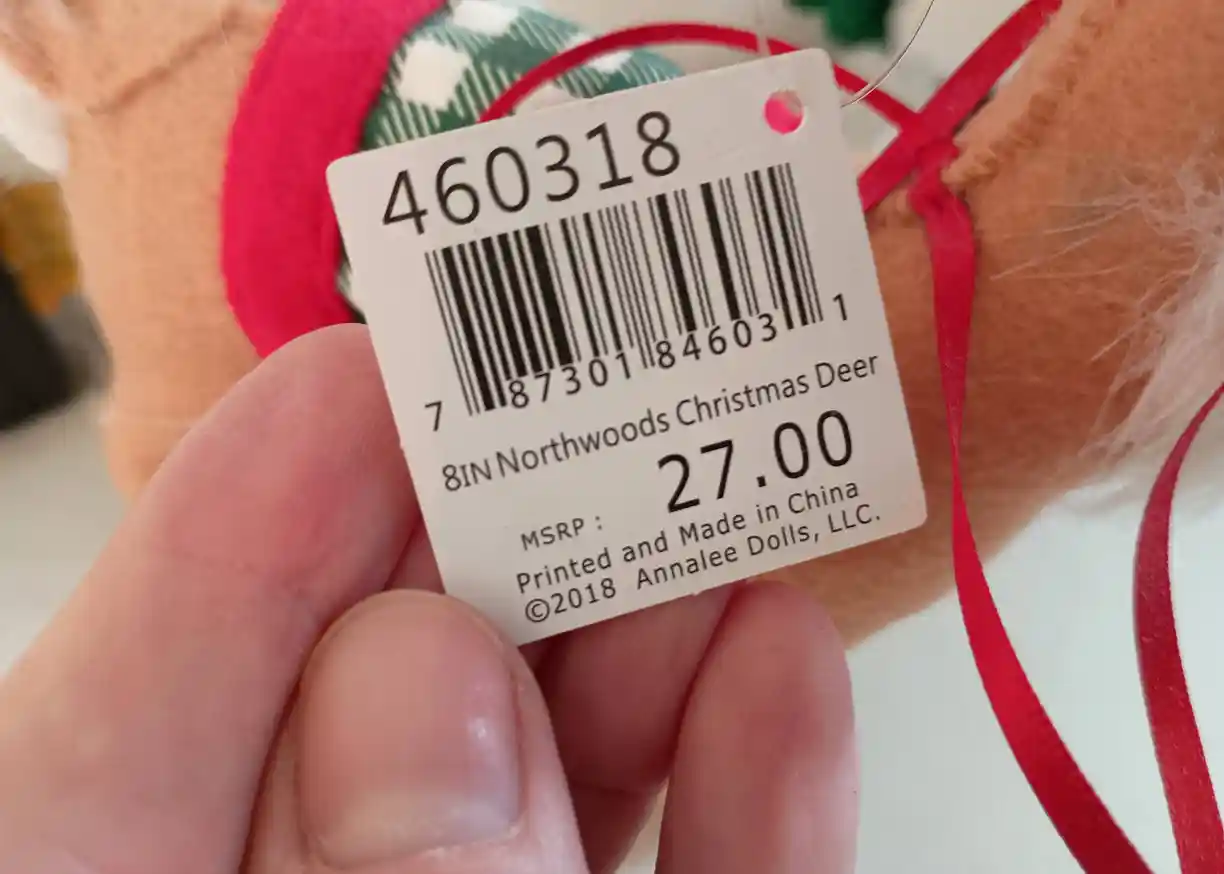 460318
7 87301 84603 1
8IN Northwoods Christmas Deer
27.00
MSRP :
Printed and Made in China
©2018 Annalee Dolls, LLC.